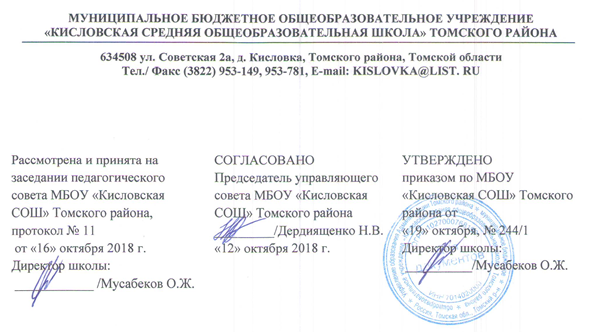 МУНИЦИПАЛЬНОЕ БЮДЖЕТНОЕ ОБЩЕОБРАЗОВАТЕЛЬНОЕ УЧРЕЖДЕНИЕ
«КИСЛОВСКАЯ СРЕДНЯЯ ОБЩЕОБРАЗОВАТЕЛЬНАЯ ШКОЛА» ТОМСКОГО РАЙОНА
634508 ул. Советская 2а, д. Кисловка, Томского района, Томской области
Тел./ Факс (3822) 953-149, 953-781, E-mail: KISLOVKA@LIST. RU
Рассмотрена и принята на
заседании педагогического
совета МБОУ «Кисловская
СОШ» Томского района,
протокол № 11
от «16» октября 2018 г.
Директор школы:
____________ /Мусабеков О.Ж.
СОГЛАСОВАНО
Председатель управляющего
совета МБОУ «Кисловская
СОШ» Томского района
_________/Дердиященко Н.В.
«12» октября 2018 г.
УТВЕРЖДЕНО
приказом по МБОУ
«Кисловская СОШ» Томского
района от
«19» октября, № 244/1
Директор школы:
__________/Мусабеков О.Ж.